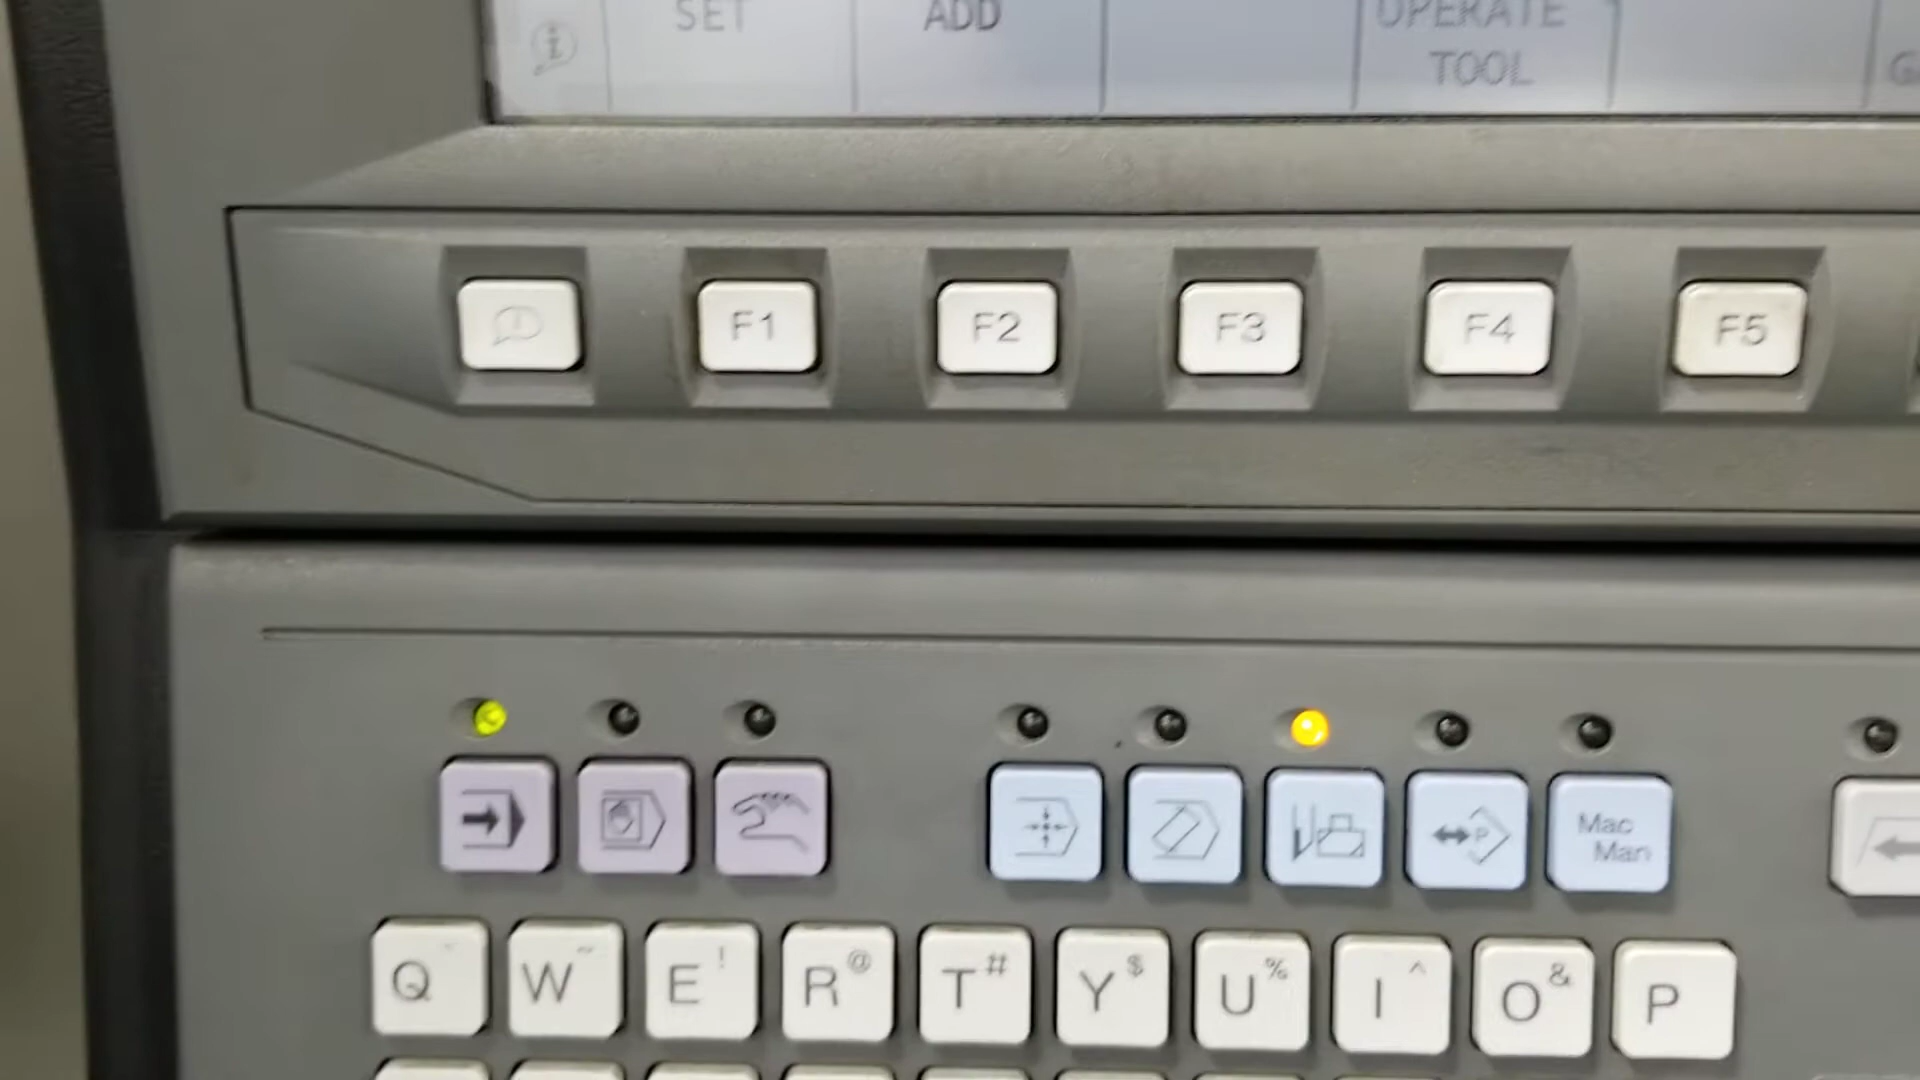 SET
ADD
OPERATE
TOOL
F1
F2
F3
F4
F5
P
Mac
Man
Q
W ~
E !
R @
T #
Y $
U %
I ^
O &
P